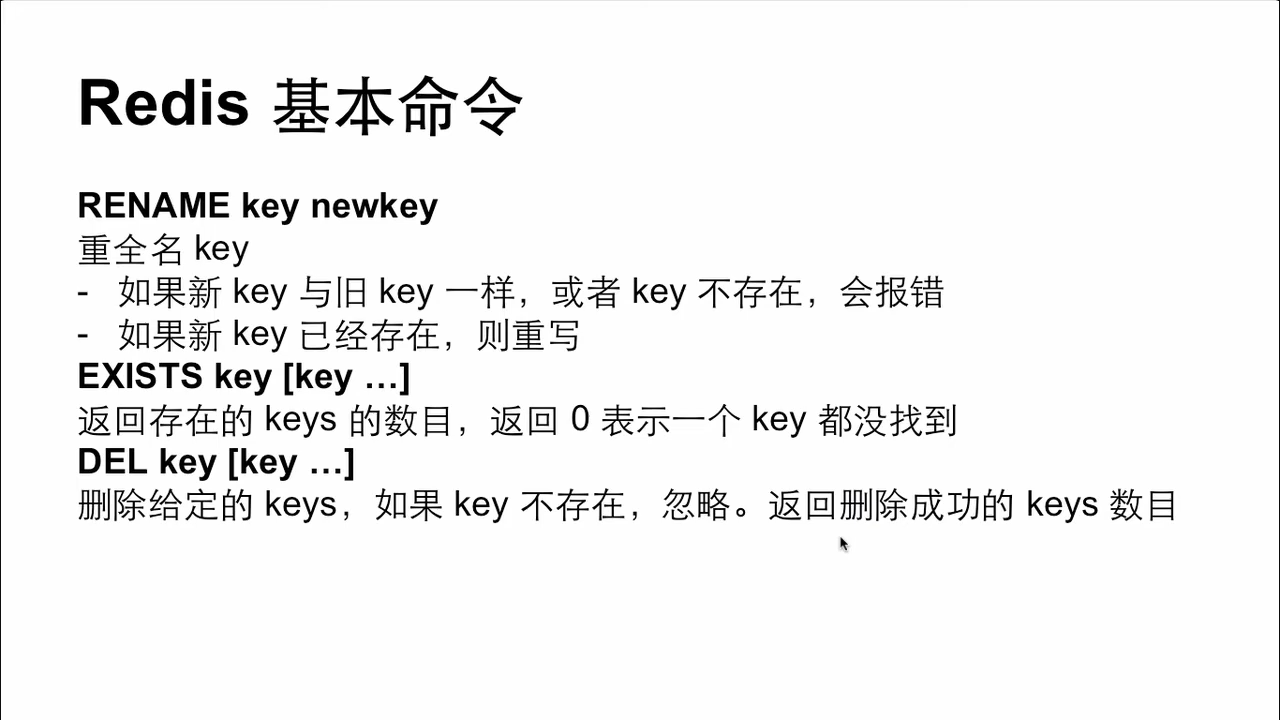 Redis 基本命令
RENAME key newkey
重全名 key
- 如果新 key 与旧 key 一样，或者 key 不存在，会报错
- 如果新 key 已经存在，则重写
EXISTS key [key …]
返回存在的 keys 的数目，返回 0 表示一个 key 都没找到
DEL key [key …]
删除给定的 keys，如果 key 不存在，忽略。返回删除成功的 keys 数目